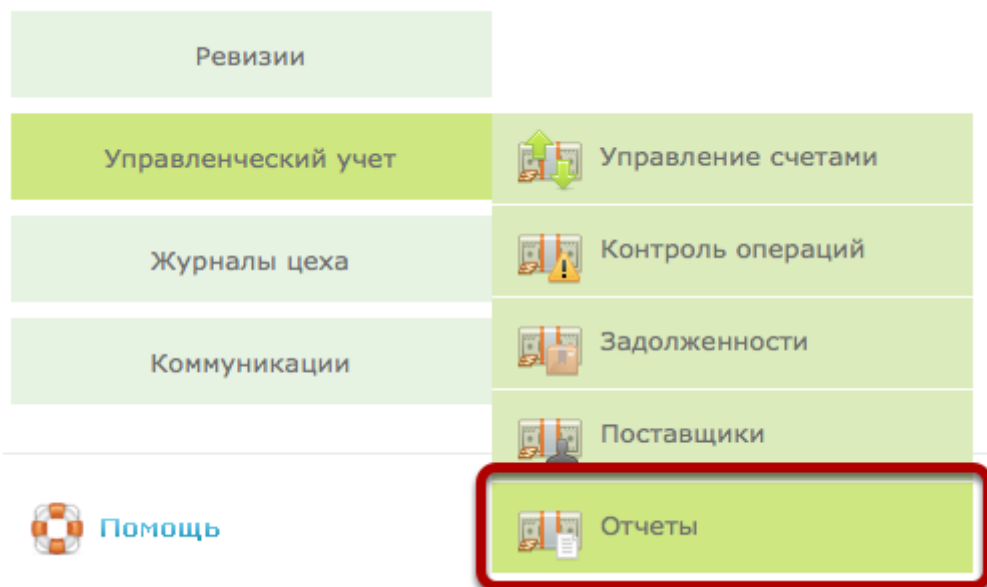 Ревизии
Управленческий учет
Управление счетами
Контроль операций
Журналы цеха
Задолженности
Коммуникации
Поставщики
Отчеты
Помощь